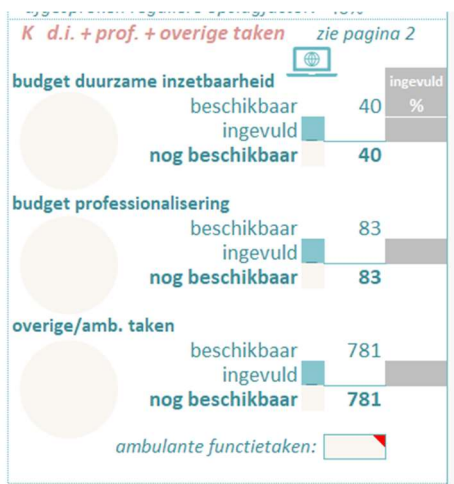 K d.i. + prof. + overige taken zie pagina 2
budget duurzame inzetbaarheid ingevuld
beschikbaar 40 %
ingevuld
nog beschikbaar 40
budget professionalisering
beschikbaar 83
ingevuld
nog beschikbaar 83
overige/amb. taken
beschikbaar 781
ingevuld
nog beschikbaar 781
ambulante functietaken: